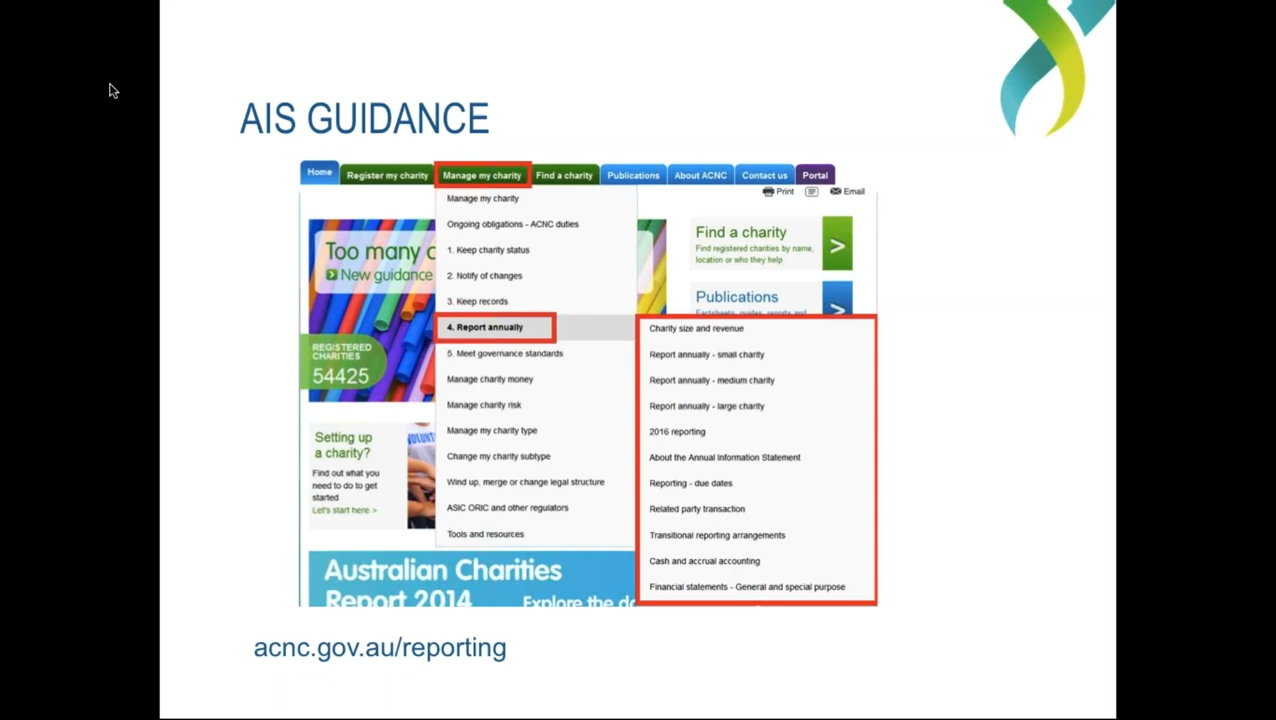 AIS GUIDANCE
Home
Register my charity
Manage my charity
Find a charity
Publications
About ACNC
Contact us
Portal
Print
Email
Manage my charity
Ongoing obligations - ACNC duties
1. Keep charity status
2. Notify of changes
3. Keep records
4. Report annually
5. Meet governance standards
Manage charity money
Manage charity risk
Manage my charity type
Change my charity subtype
Wind up, merge or change legal structure
ASIC ORIC and other regulators
Tools and resources
Charity size and revenue
Report annually - small charity
Report annually - medium charity
Report annually - large charity
2016 reporting
About the Annual Information Statement
Reporting - due dates
Related party transaction
Transitional reporting arrangements
Cash and accrual accounting
Financial statements - General and special purpose
Too many
New guidance
REGISTERED
CHARITIES
54425
Find a charity
Find registered charities by name,
location or who they help
Publications
Factsheets, guides, reports and
Setting up
a charity?
Find out what you
need to do to get
started
Let's start here >
Australian Charities
Report 2014
Explore the
acnc.gov.au/reporting